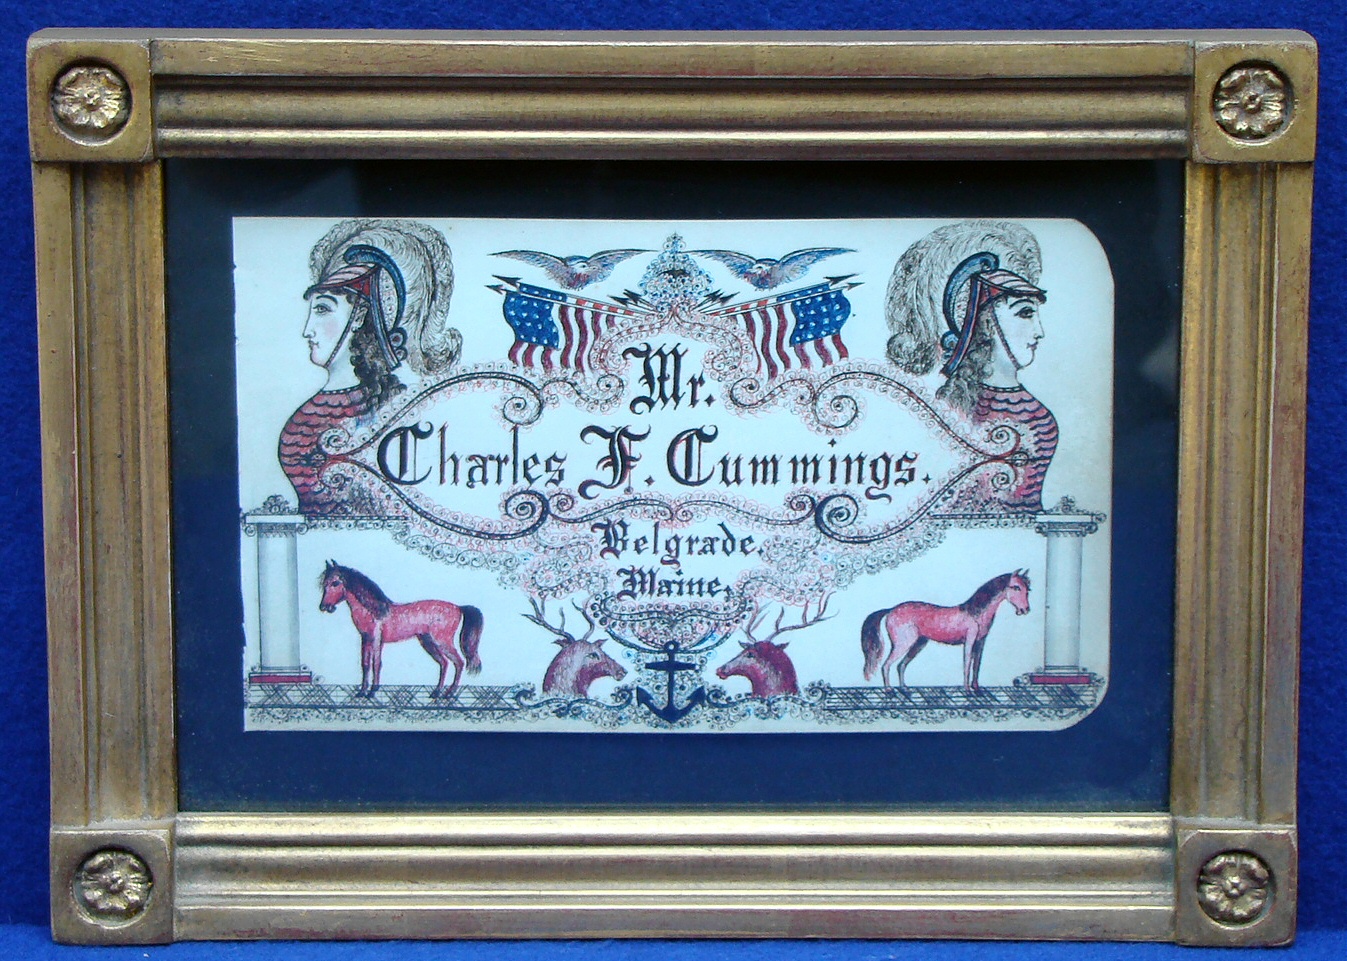 Mr.
Charles F. Cummings.
Belgrade.
Maine.